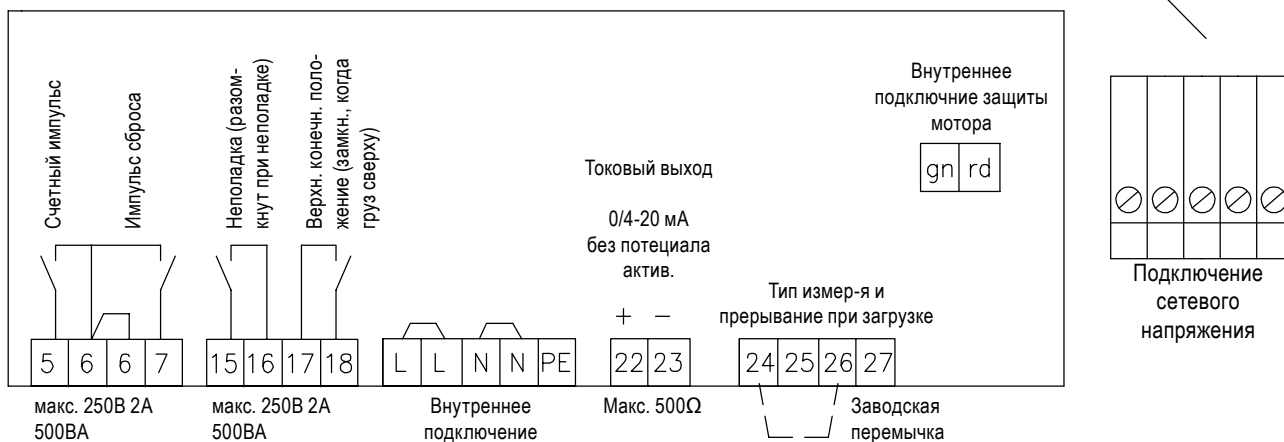 Счетный импульс
Импульс сброса
Неполадка (разом-
кнут при неполадке)
Верхн. конечн. поло-
жение (замкн., когда
груз сверху)
Токовый выход
0/4-20 мА
без потециала
актив.
+ −
Внутреннее
подключние защиты
мотора
gn rd
Тип измер-я и
прерывание при загрузке
5 6 6 7
15 16 17 18
L L N N PE
22 23
24 25 26 27
макс. 250В 2А
500ВА
макс. 250В 2А
500ВА
Внутреннее
подключение
Макс. 500Ω
Заводская
перемычка
Подключение
сетевого
напряжения